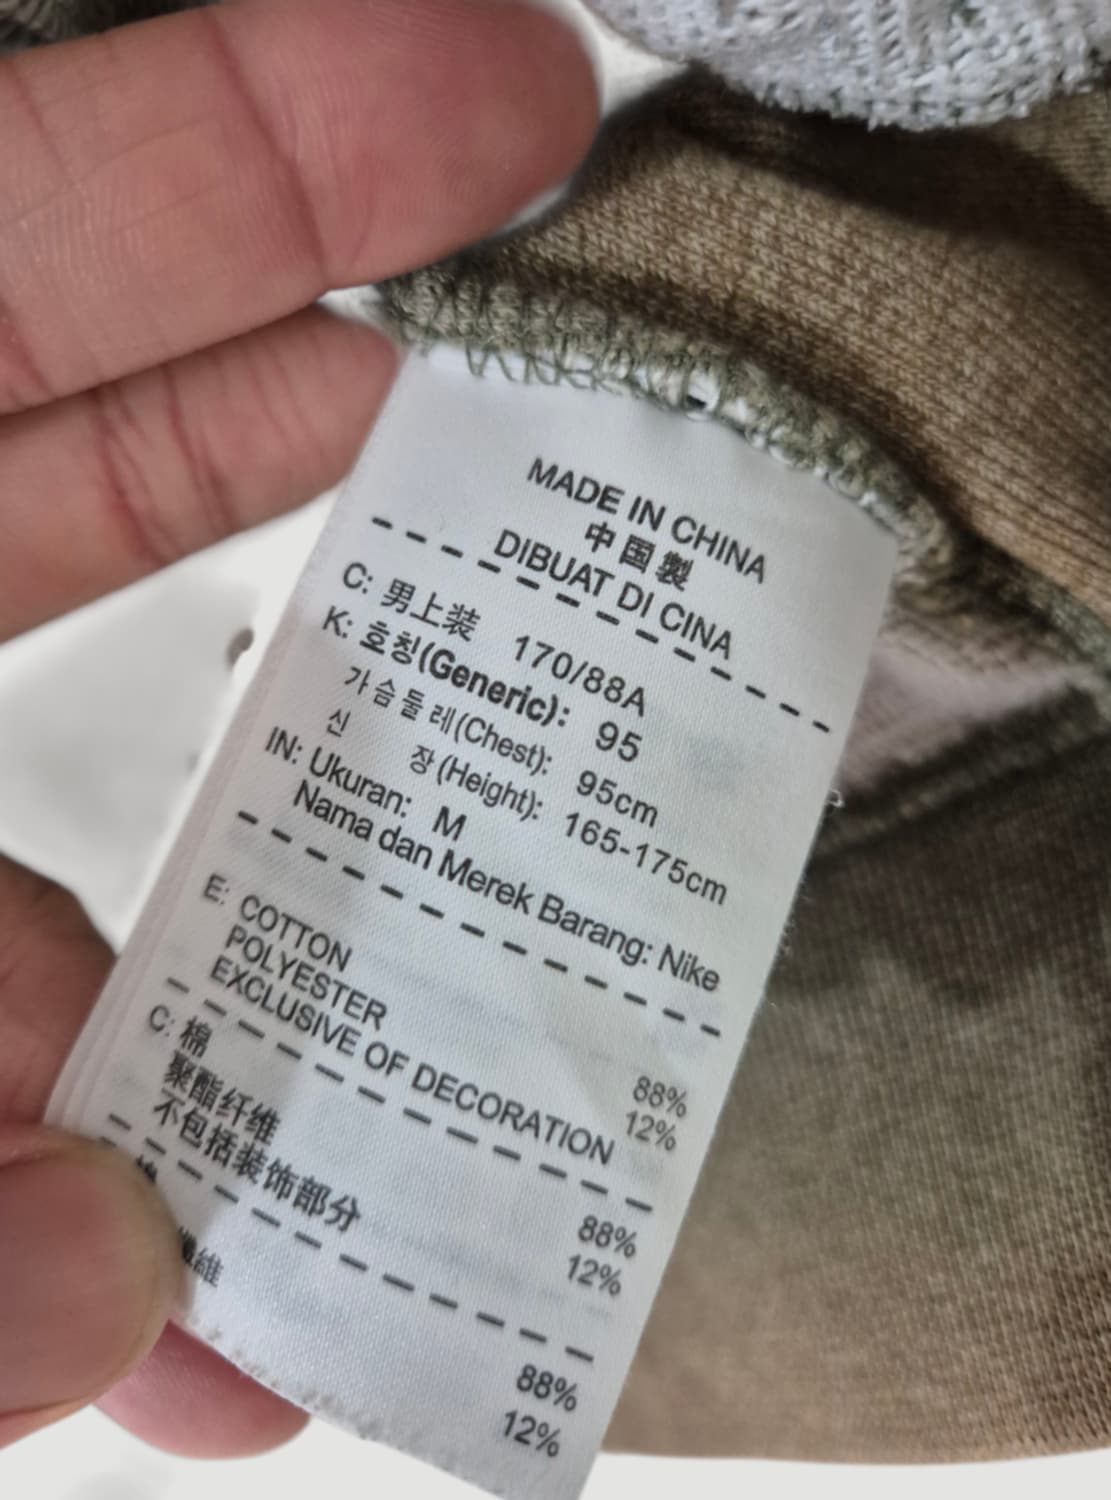 MADE IN CHINA
中国製
DIBUAT DI CINA
C: 男上装 170/88A
K: 호칭(Generic): 95
가슴둘레(Chest): 95cm
신 장(Height): 165-175cm
IN: Ukuran: M
Nama dan Merek Barang: Nike
E: COTTON 88%
POLYESTER 12%
EXCLUSIVE OF DECORATION
C: 棉 88%
聚酯纤维 12%
不包括装饰部分
88%
12%